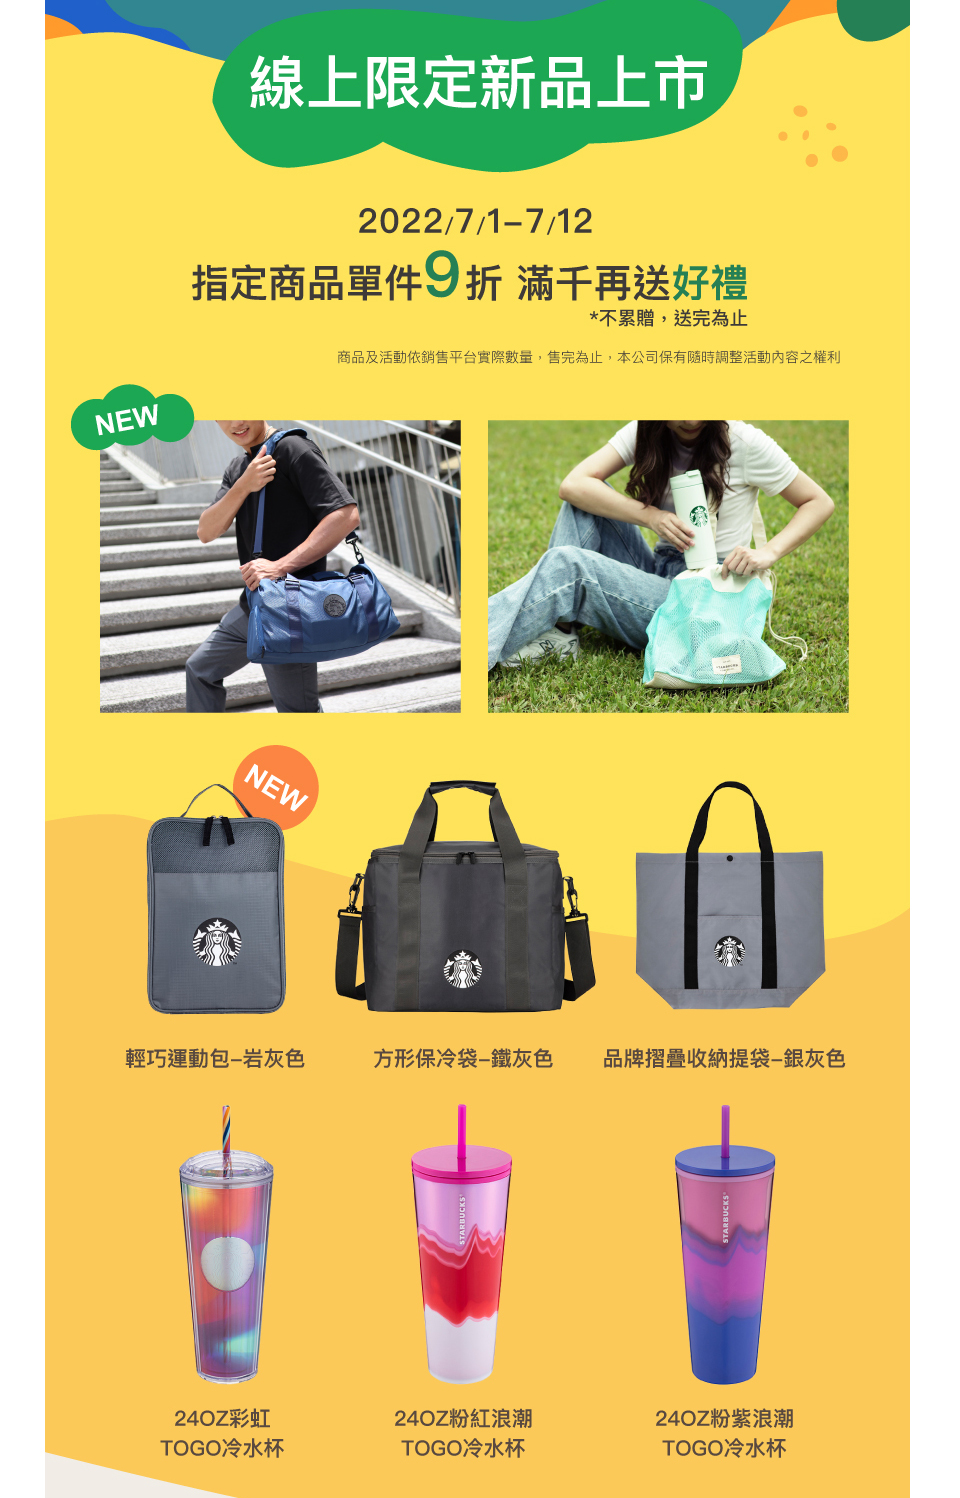 線上限定新品上市
2022/7/1-7/12
指定商品單件9折 滿千再送好禮
*不累贈，送完為止
商品及活動依銷售平台實際數量，售完為止，本公司保有隨時調整活動內容之權利
NEW
NEW
輕巧運動包-岩灰色
方形保冷袋-鐵灰色
品牌摺疊收納提袋-銀灰色
STARBUCKS
STARBUCKS
24OZ彩虹
TOGO冷水杯
24OZ粉紅浪潮
TOGO冷水杯
24OZ粉紫浪潮
TOGO冷水杯